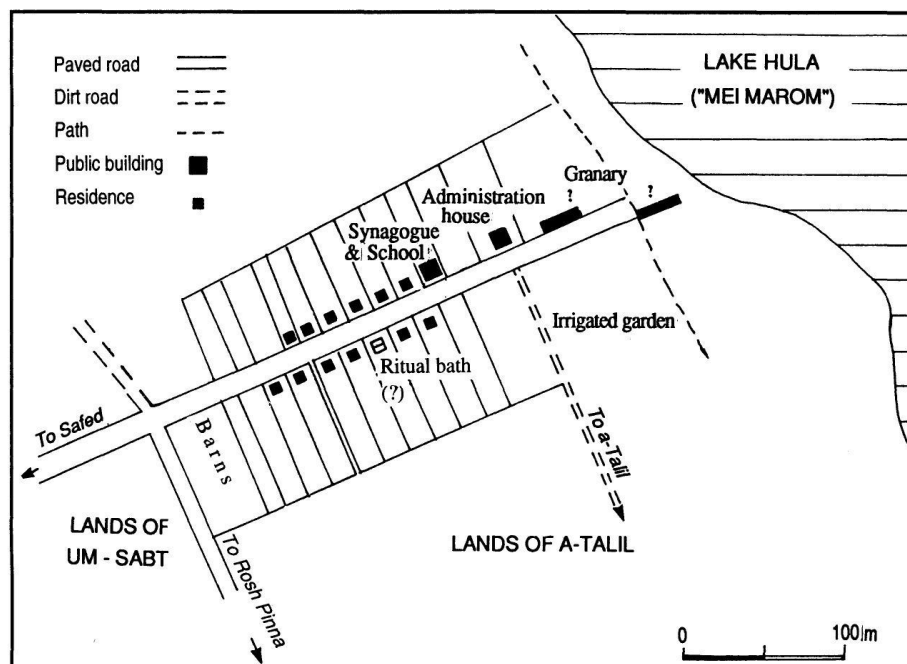 Paved road
Dirt road
Path
Public building
Residence
LAKE HULA
("MEI MAROM")
Granary
?
?
Administration
house
Synagogue
& School
Irrigated garden
Ritual bath
(?)
Barns
To Safed
To a-Talil
To Rosh Pinna
LANDS OF
UM - SABT
LANDS OF A-TALIL
0
100m